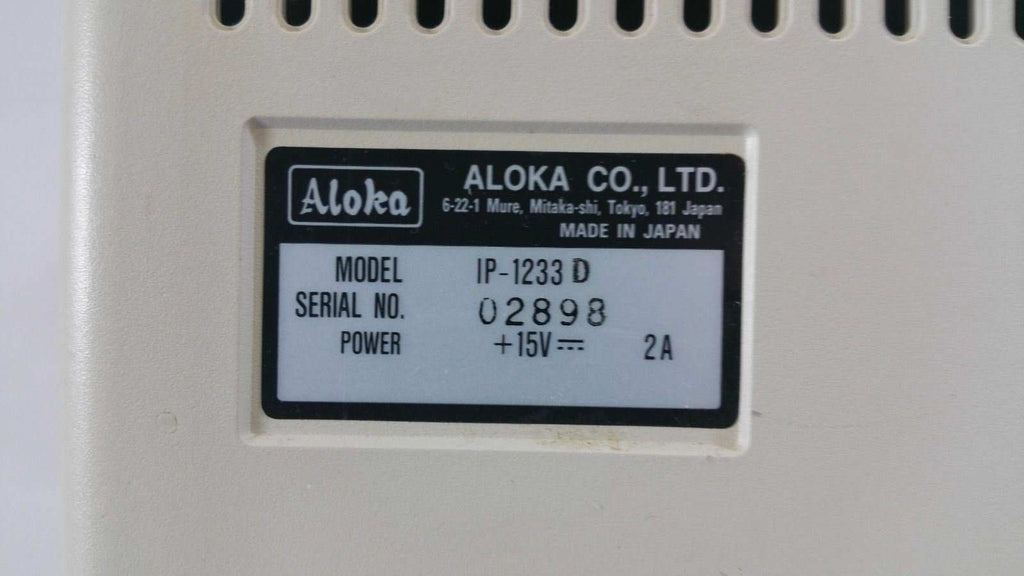 Aloka
ALOKA CO., LTD.
6-22-1 Mure, Mitaka-shi, Tokyo, 181 Japan
MADE IN JAPAN
MODEL IP-1233 D
SERIAL NO. 02898
POWER +15V⎓ 2A